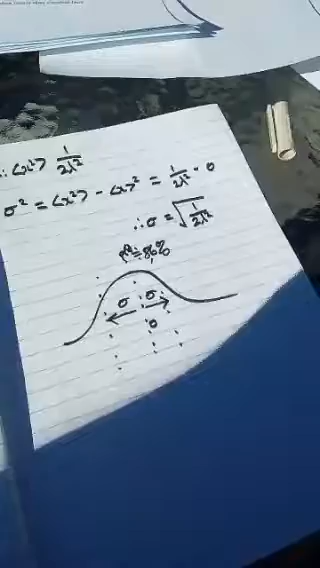 ∴ <x²> 1/2λ²
σ² = <x²> - <x>² = 1/2λ² - 0
∴ σ = √1/2λ²
σ σ
0